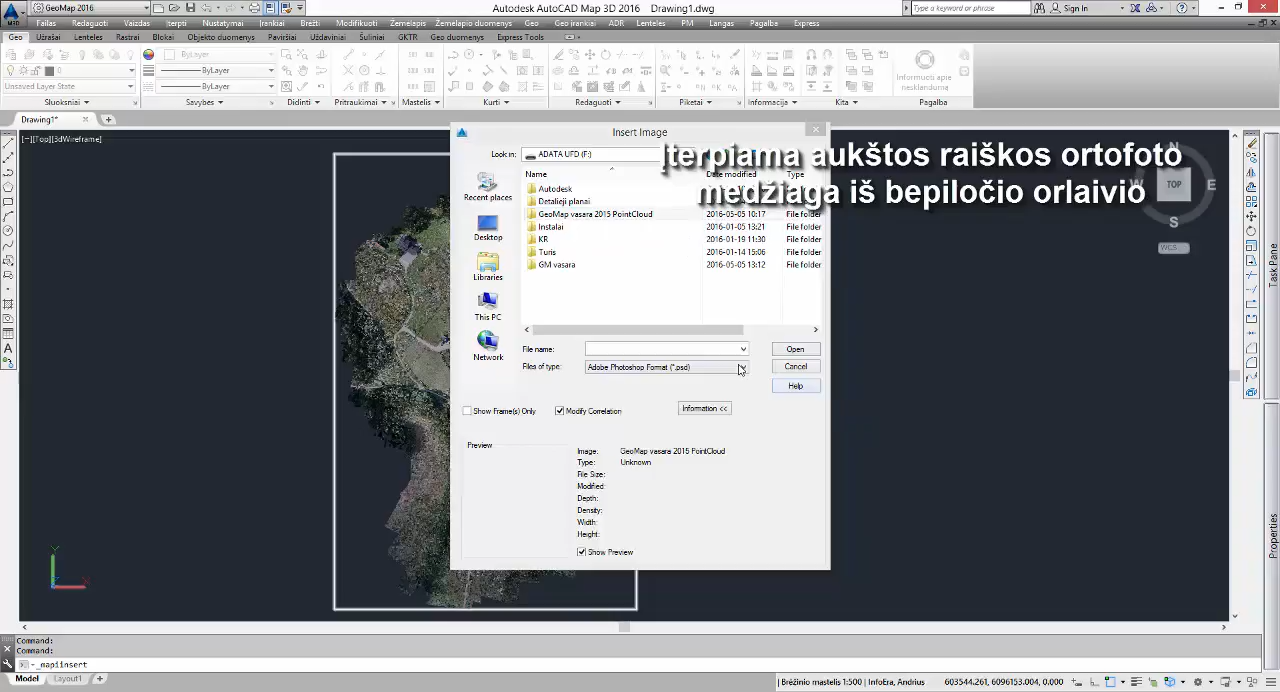 GeoMap 2016
Autodesk AutoCAD Map 3D 2016 Drawing1.dwg
Type a keyword or phrase
Sign In
Failas Redaguoti Vaizdas Įterpti Nustatymai Įrankiai Brėžti Modifikuoti Žemėlapis Žemėlapio duomenys Geo Geo įrankiai ADR Lenteles PM Langas Pagalba Express
Geo Užrašai Lentelės Rastrai Blokai Objekto duomenys Paviršiai Uždaviniai Šuliniai GKTR Geo duomenys Express Tools
ByLayer
0 ByLayer
Unsaved Layer State ByLayer
Informacija apie
nesklandumą
Sluoksniai Savybės Didinti Pritraukimai Mastelis Kurti Redaguoti Piketai Informacija Kita Pagalba
Drawing1*
[−][Top][3dWireframe]
Insert Image
Look in: ADATA UFD (F:)
Įterpiama aukštos raiškos ortofoto
medžiaga iš bepiločio orlaivio
Name Date modified Type
Autodesk
Detalieji planai
GeoMap vasara 2015 PointCloud 2016-05-05 10:17 File folder
Instalai 2016-05-05 13:21 File folder
KR 2016-01-19 11:30 File folder
Turis 2016-01-14 15:06 File folder
GM vasara 2016-05-05 13:12 File folder
Recent places
Desktop
Libraries
This PC
Network
File name: Open
Files of type: Adobe Photoshop Format (*.psd) Cancel
Help
Show Frame(s) Only Modify Correlation Information <<
Preview
Image: GeoMap vasara 2015 PointCloud
Type: Unknown
File Size:
Modified:
Depth:
Density:
Width:
Height:
Show Preview
N
W TOP E
S
WCS
Task Pane
Properties
Y
X
Command:
Command:
_mapiinsert
Model Layout1
Brėžinio mastelis 1:500 | InfoEra, Andrius 603544.261, 6096153.004, 0.000